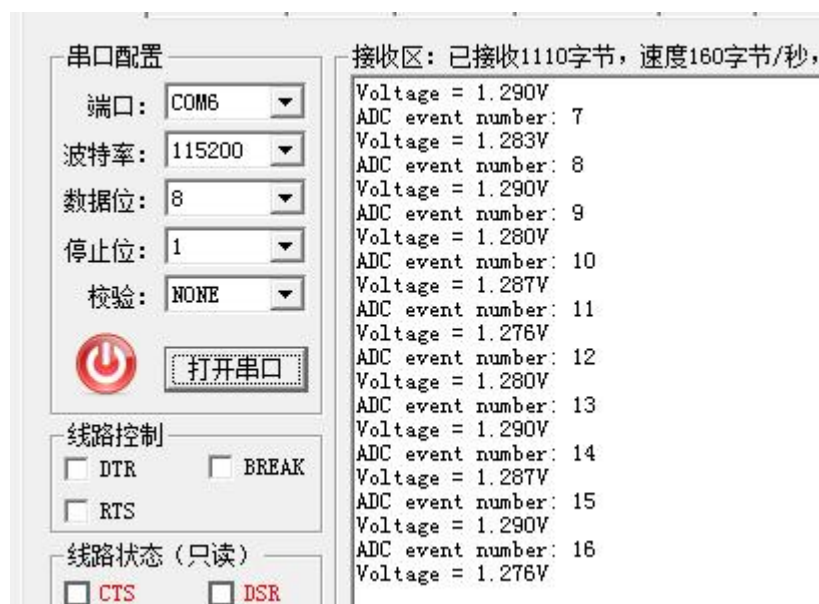 串口配置
端口： COM6
波特率： 115200
数据位： 8
停止位： 1
校验： NONE
打开串口
线路控制
DTR BREAK
RTS
线路状态（只读）
CTS DSR
接收区：已接收1110字节，速度160字节/秒，
Voltage = 1.290V
ADC event number: 7
Voltage = 1.283V
ADC event number: 8
Voltage = 1.290V
ADC event number: 9
Voltage = 1.280V
ADC event number: 10
Voltage = 1.287V
ADC event number: 11
Voltage = 1.276V
ADC event number: 12
Voltage = 1.280V
ADC event number: 13
Voltage = 1.290V
ADC event number: 14
Voltage = 1.287V
ADC event number: 15
Voltage = 1.290V
ADC event number: 16
Voltage = 1.276V